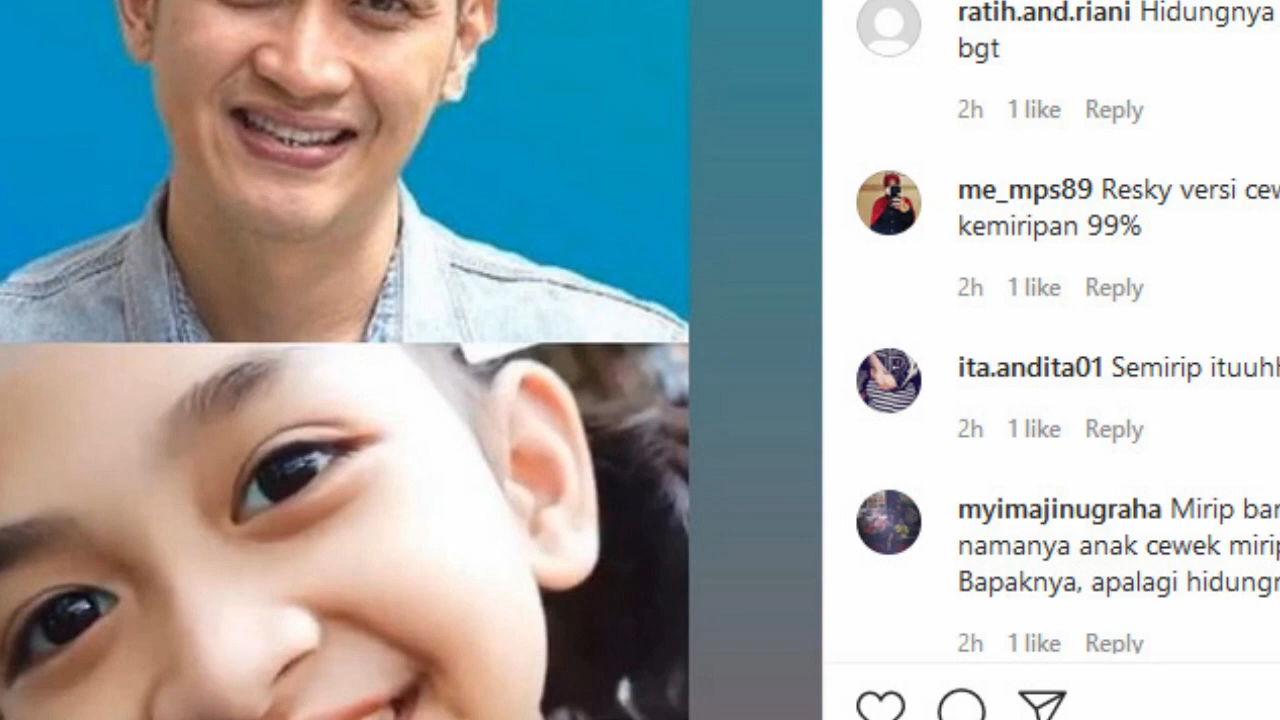 ratih.and.riani Hidungnya
bgt
2h 1 like Reply
me_mps89 Resky versi
kemiripan 99%
2h 1 like Reply
ita.andita01 Semirip
2h 1 like Reply
myimajinugraha Mirip
namanya anak cewek
Bapaknya, apalagi
2h 1 like Reply